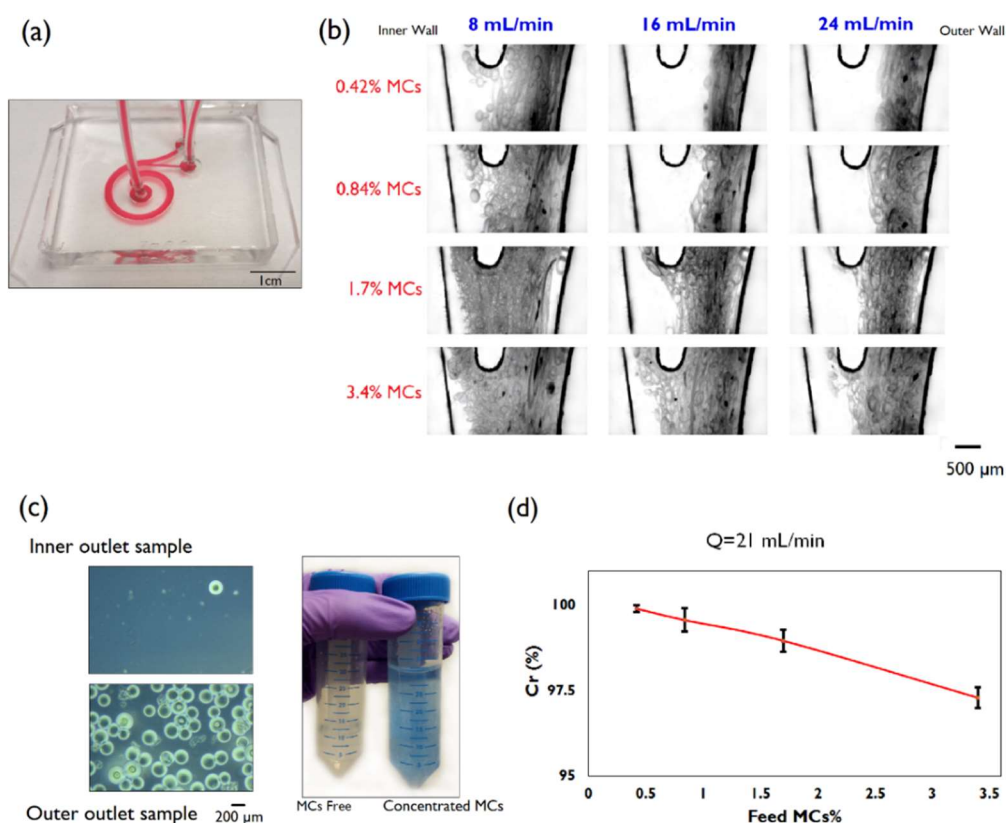 (a)
1cm
(b)
Inner Wall
8 mL/min
16 mL/min
24 mL/min
Outer Wall
0.42% MCs
0.84% MCs
1.7% MCs
3.4% MCs
500 µm
(c)
Inner outlet sample
Outer outlet sample
200 µm
MCs Free
Concentrated MCs
(d)
Q=21 mL/min
Cr (%)
100
97.5
95
0
0.5
1
1.5
2
2.5
3
3.5
Feed MCs%